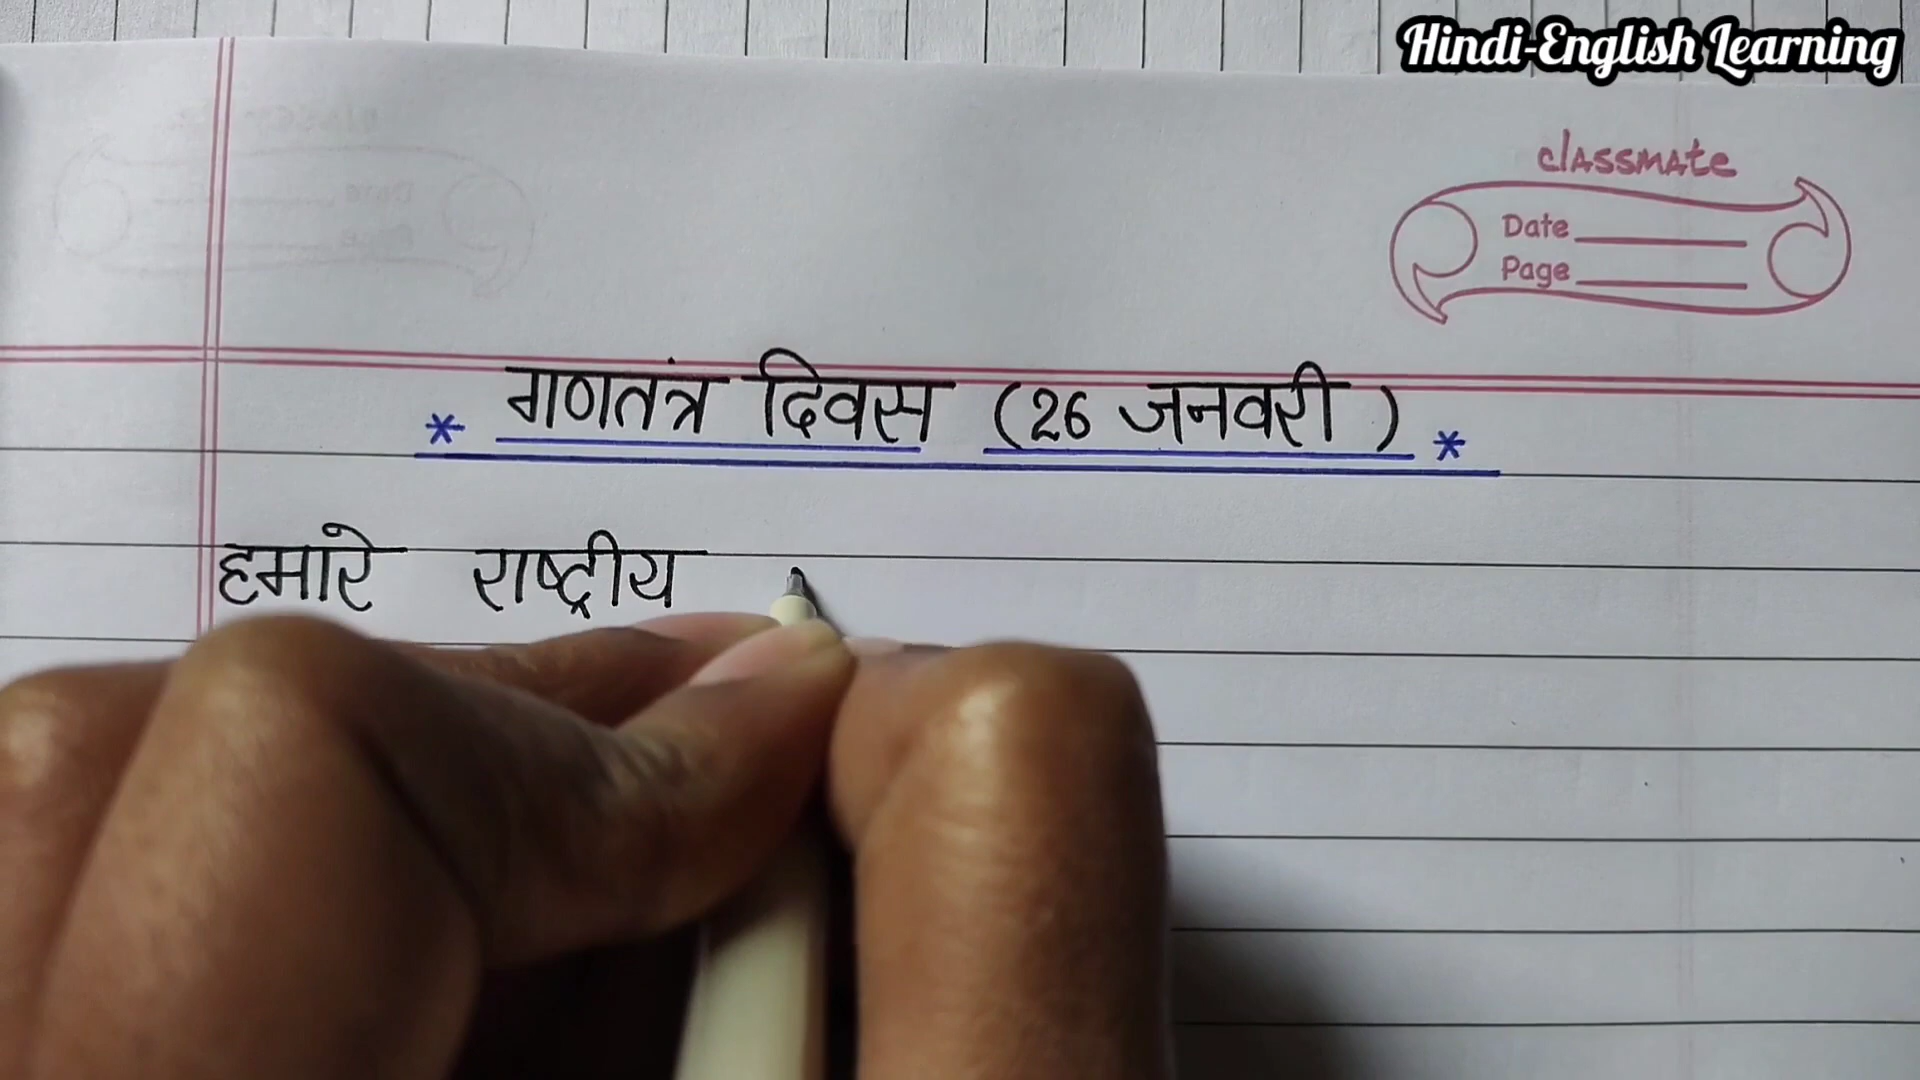 Hindi-English Learning
classmate
Date
Page
* गणतंत्र दिवस (26 जनवरी) *
हमारे राष्ट्रीय